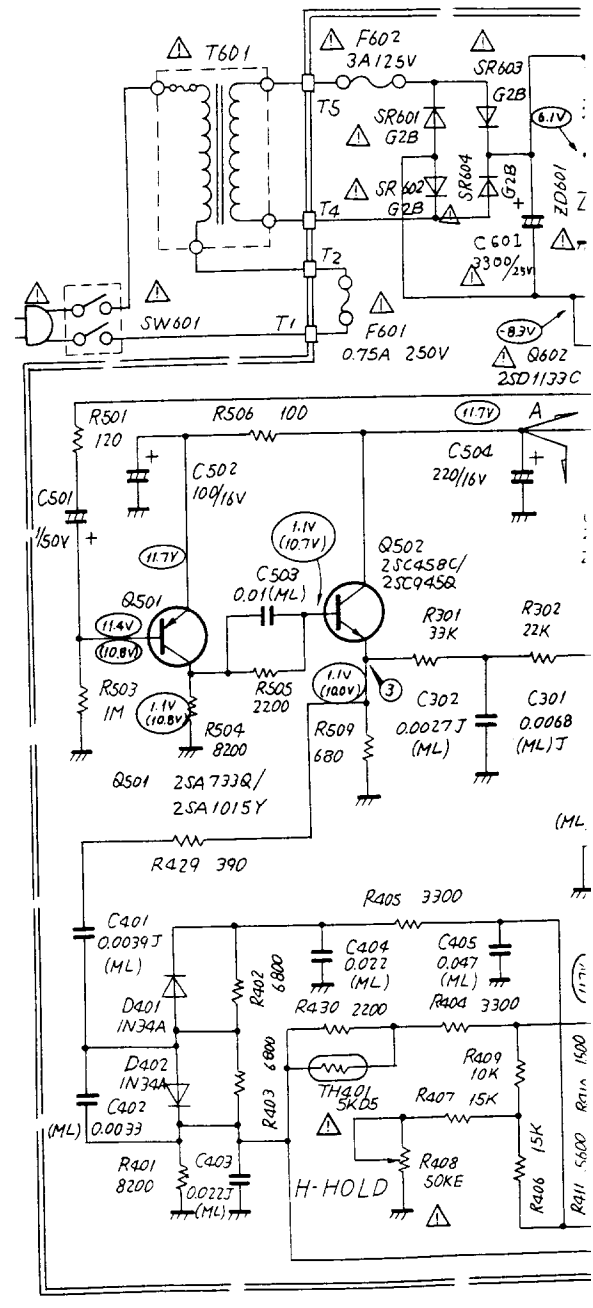 T601
F602
3A125V
SR603
G2B
T5
SR601
G2B
6.1V
SR602
G2B
SR604
G2B
ZD601
T4
+
C601
3300/25V
T2
SW601
T1
F601
0.75A 250V
-8.3V
Q602
2SD1133C
R501
120
R506 100
11.7V
A
+
C502
100/16V
C504
220/16V
+
C501
1/50V
+
11.7V
1.1V
(10.7V)
Q502
2SC458C/
2SC945Q
C503
0.01(ML)
Q501
11.4V
(10.8V)
R301
33K
R302
22K
R503
1M
1.1V
(10.8V)
R505
2200
1.1V
(10.0V)
3
R504
8200
R509
680
C302
0.0027J
(ML)
C301
0.0068
(ML)J
Q501 2SA733Q/
2SA1015Y
(ML
R429 390
R405 3300
C401
0.0039J
(ML)
R402
6800
C404
0.022
(ML)
C405
0.047
(ML)
11.7V
D401
1N34A
R430 2200
R404 3300
D402
1N34A
R403 6800
TH401
5KD5
R409
10K
R407 15K
R410 1500
(ML)
C402
0.0033
R401
8200
C403
0.022J
(ML)
H-HOLD
R408
50KE
R406 15K
R411 5600